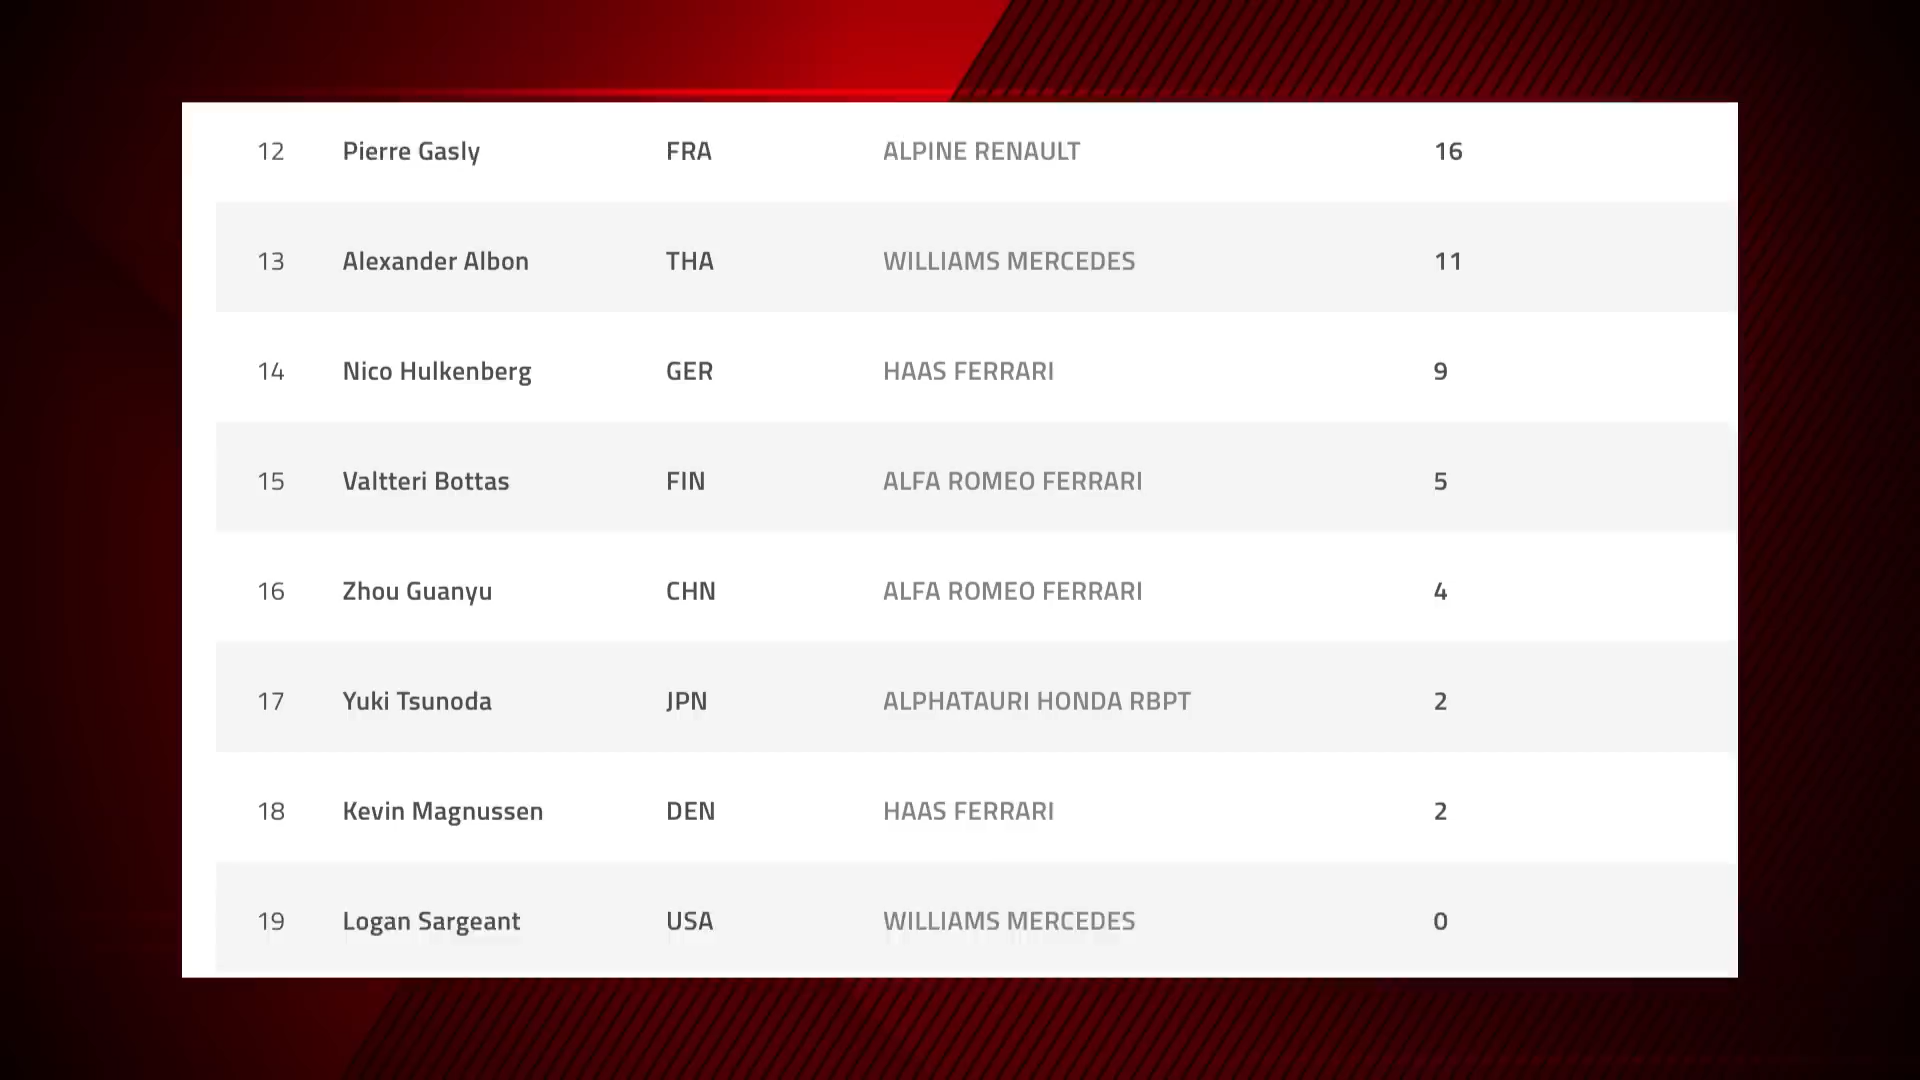 12 Pierre Gasly FRA ALPINE RENAULT 16
13 Alexander Albon THA WILLIAMS MERCEDES 11
14 Nico Hulkenberg GER HAAS FERRARI 9
15 Valtteri Bottas FIN ALFA ROMEO FERRARI 5
16 Zhou Guanyu CHN ALFA ROMEO FERRARI 4
17 Yuki Tsunoda JPN ALPHATAURI HONDA RBPT 2
18 Kevin Magnussen DEN HAAS FERRARI 2
19 Logan Sargeant USA WILLIAMS MERCEDES 0